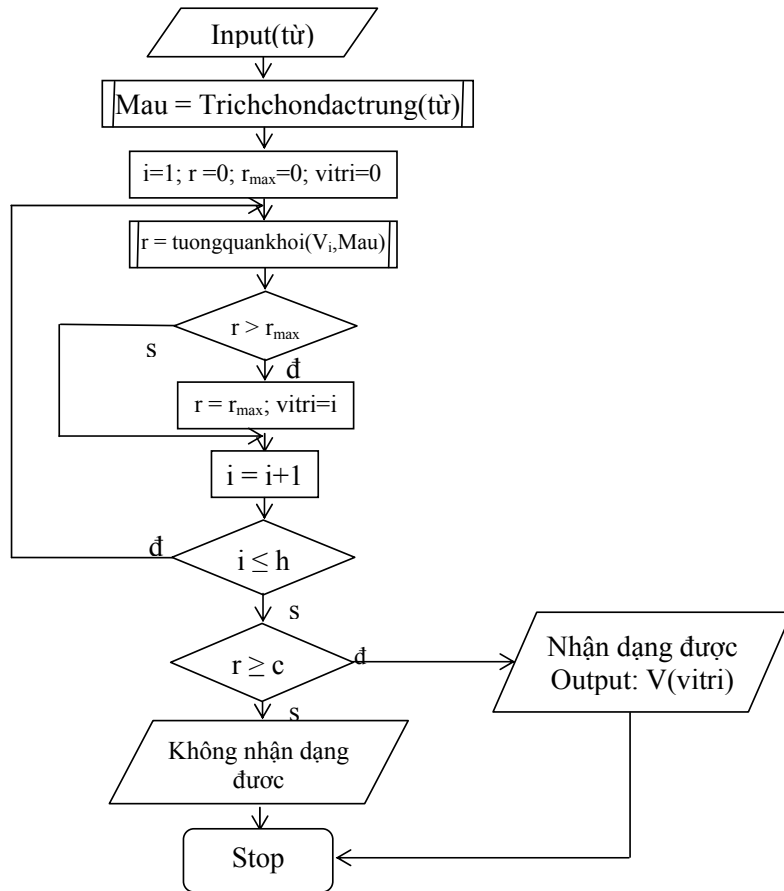 Input(từ)
Mau = Trichchondactrung(từ)
i=1; r =0; rmax=0; vitri=0
r = tuongquankhoi(Vi,Mau)
r > rmax
s
đ
r = rmax; vitri=i
i = i+1
đ
i ≤ h
s
r ≥ c
đ
Nhận dạng được
Output: V(vitri)
s
Không nhận dạng
đươc
Stop